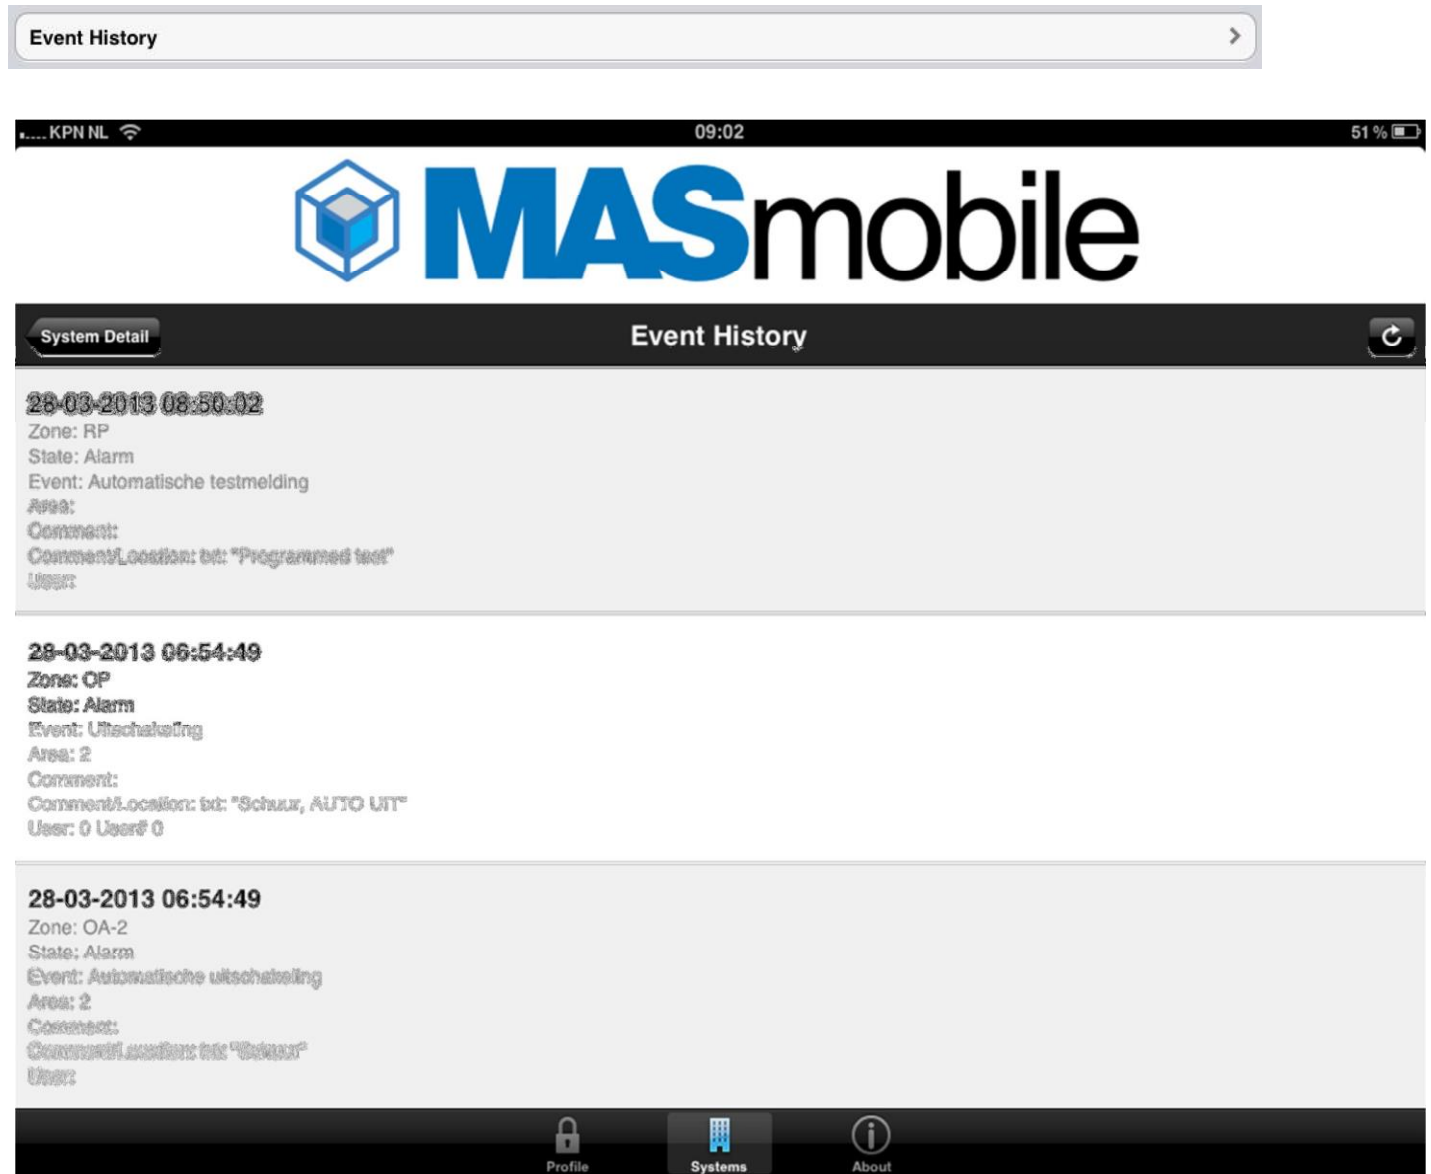 Event History
KPN NL
09:02
51 %
MASmobile
System Detail
Event History
28-03-2013 08:50:02
Zone: RP
State: Alarm
Event: Automatische testmelding
Area:
Comment:
Comment/Location: txt: "Programmed test"
User:
28-03-2013 06:54:49
Zone: OP
State: Alarm
Event: Uitschakeling
Area: 2
Comment:
Comment/Location: txt: "Schuur, AUTO UIT"
User: 0 User# 0
28-03-2013 06:54:49
Zone: OA-2
State: Alarm
Event: Automatische uitschakeling
Area: 2
Comment:
Comment/Location: txt: "Schuur"
User:
Profile
Systems
About